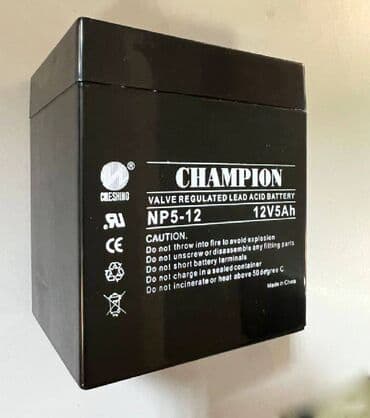 CHAMPION
VALVE REGULATED LEAD ACID BATTERY
NP5-12 12V5Ah
CAUTION.
Do not throw into fire to avoid explosion
Do not unscrew or disassemble any fitting parts
Do not short battery terminals
Do not charge in a sealed container
Do not incinerate or heat above 50 degree C
Made in China
®
CHESHING
CE